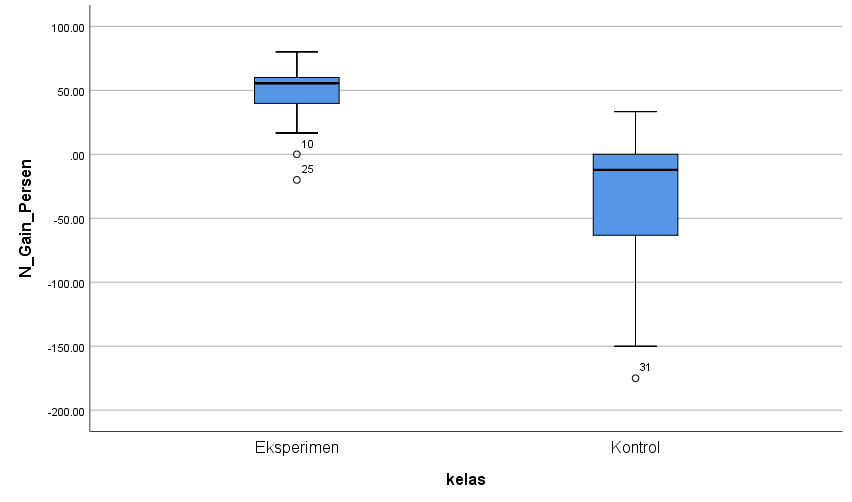 N_Gain_Persen
100.00
50.00
.00
-50.00
-100.00
-150.00
-200.00
10
25
31
Eksperimen
Kontrol
kelas